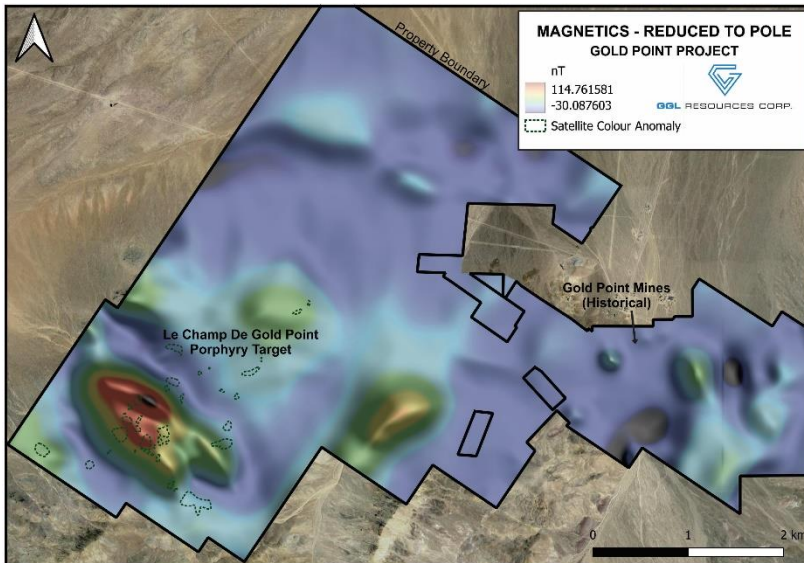 MAGNETICS - REDUCED TO POLE
GOLD POINT PROJECT
nT
114.761581
-30.087603
GGL RESOURCES CORP.
Satellite Colour Anomaly
Property Boundary
Gold Point Mines
(Historical)
Le Champ De Gold Point
Porphyry Target
0 1 2 km